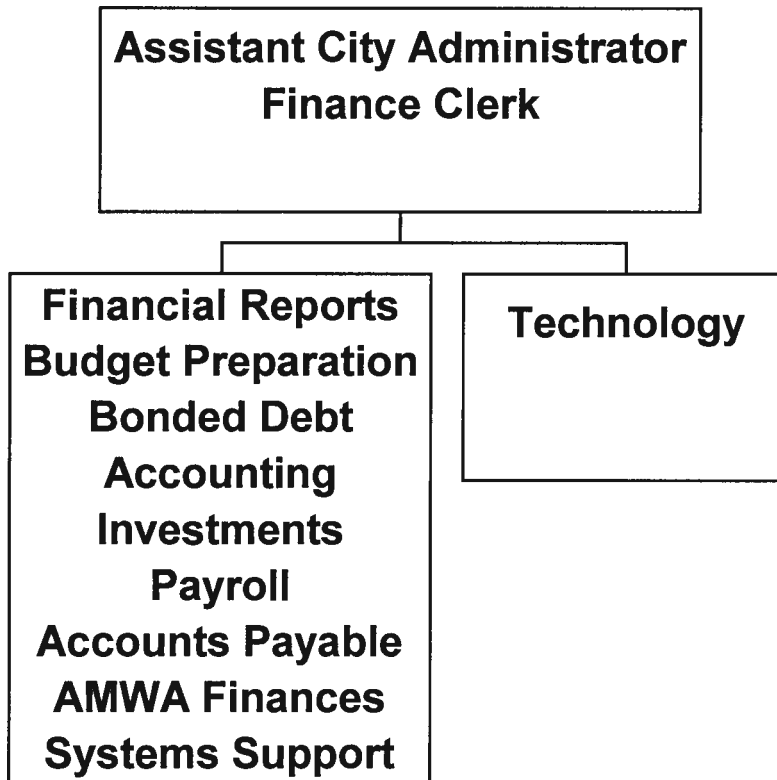 Assistant City Administrator
Finance Clerk
Financial Reports
Budget Preparation
Bonded Debt
Accounting
Investments
Payroll
Accounts Payable
AMWA Finances
Systems Support
Technology